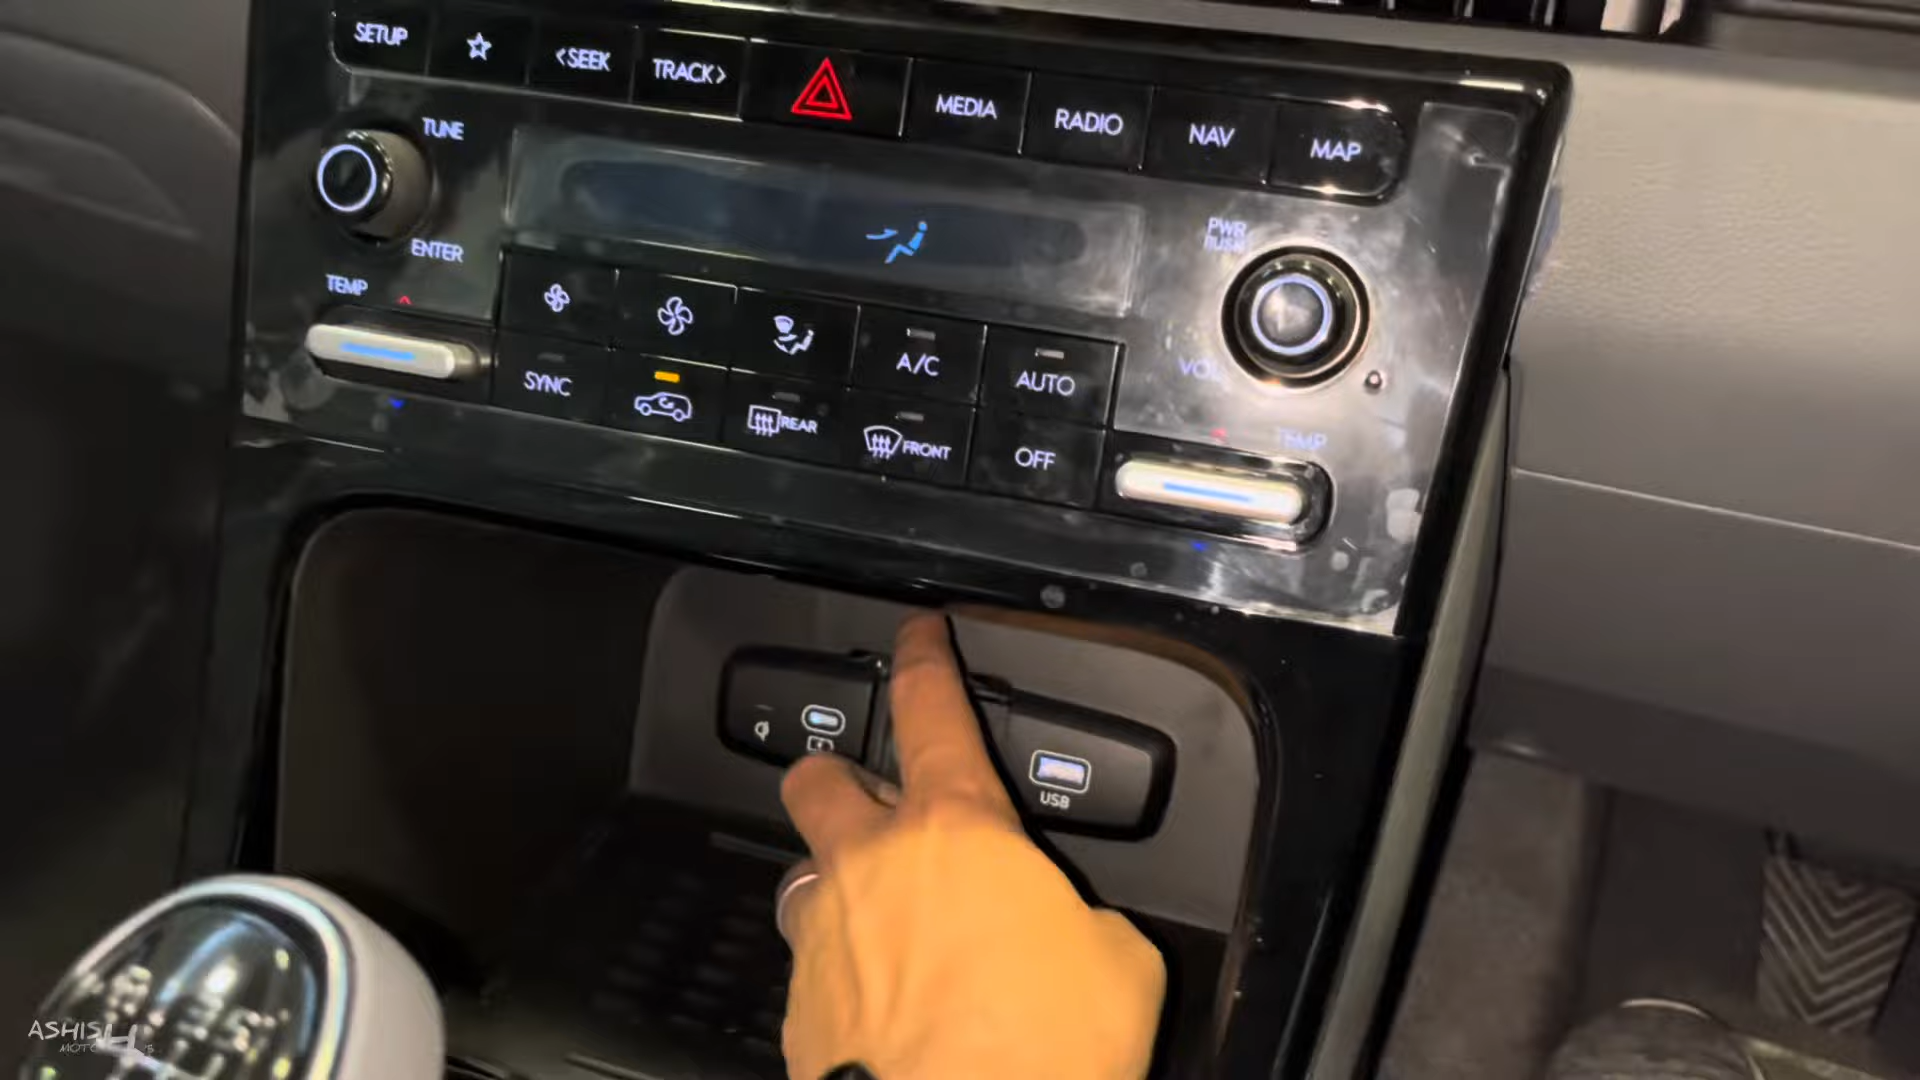 SETUP
<SEEK
TRACK>
MEDIA
RADIO
NAV
MAP
TUNE
ENTER
PWR
PUSH
VOL
TEMP
TEMP
A/C
AUTO
SYNC
REAR
FRONT
OFF
USB
ASHISH
MOTO